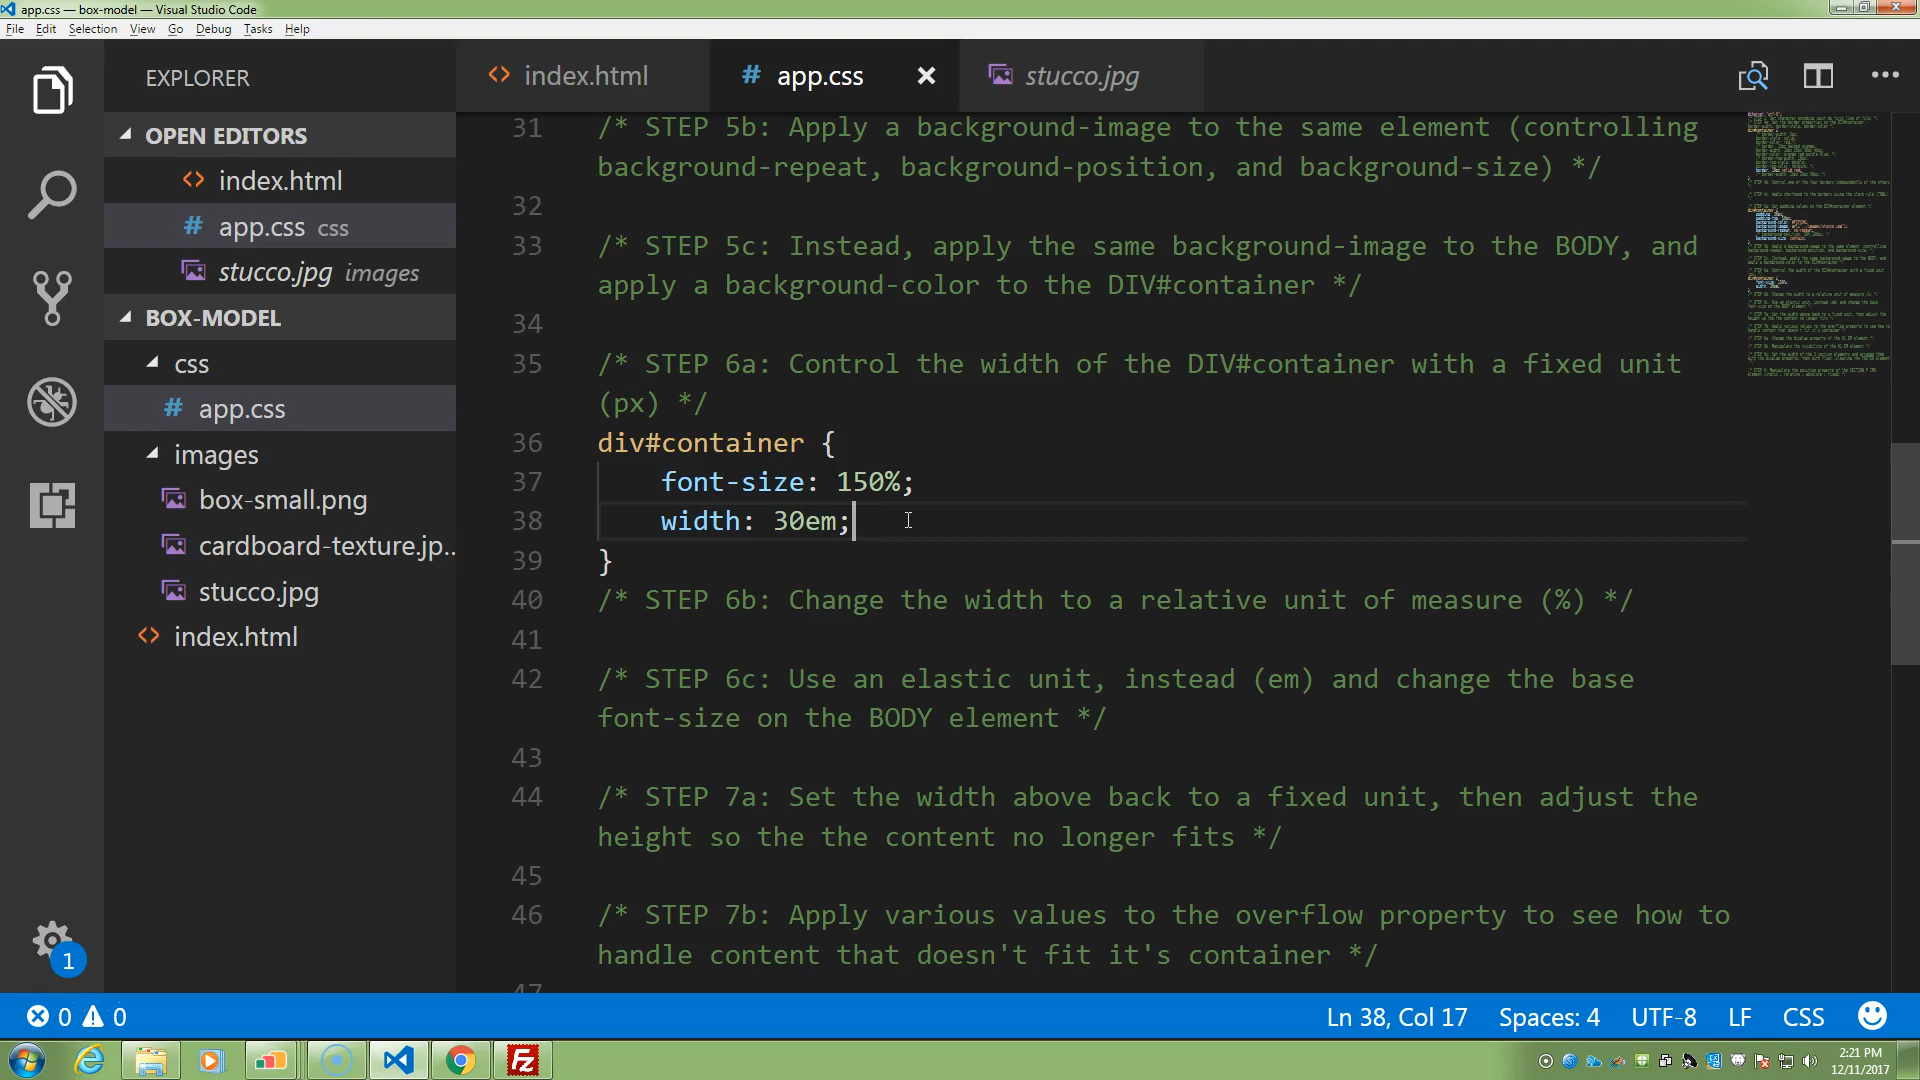 app.css — box-model — Visual Studio Code
File Edit Selection View Go Debug Tasks Help
EXPLORER
OPEN EDITORS
index.html
# app.css css
stucco.jpg images
BOX-MODEL
css
# app.css
images
box-small.png
cardboard-texture.jp...
stucco.jpg
index.html
1
index.html # app.css stucco.jpg
31 /* STEP 5b: Apply a background-image to the same element (controlling
background-repeat, background-position, and background-size) */
32
33 /* STEP 5c: Instead, apply the same background-image to the BODY, and
apply a background-color to the DIV#container */
34
35 /* STEP 6a: Control the width of the DIV#container with a fixed unit
(px) */
36 div#container {
37 font-size: 150%;
38 width: 30em;
39 }
40 /* STEP 6b: Change the width to a relative unit of measure (%) */
41
42 /* STEP 6c: Use an elastic unit, instead (em) and change the base
font-size on the BODY element */
43
44 /* STEP 7a: Set the width above back to a fixed unit, then adjust the
height so the the content no longer fits */
45
46 /* STEP 7b: Apply various values to the overflow property to see how to
handle content that doesn't fit it's container */
47
0 0 Ln 38, Col 17 Spaces: 4 UTF-8 LF CSS
Fz
2:21 PM
12/11/2017